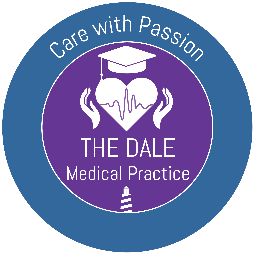 Care with Passion
THE DALE
Medical Practice